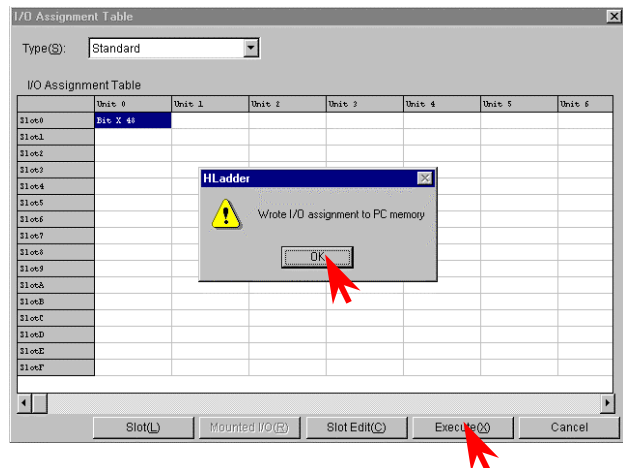 I/O Assignment Table
Type(S): Standard
I/O Assignment Table
Unit 0 Unit 1 Unit 2 Unit 3 Unit 4 Unit 5 Unit 6
Slot0 Bit X 48
Slot1
Slot2
Slot3
Slot4
Slot5
Slot6
Slot7
Slot8
Slot9
SlotA
SlotB
SlotC
SlotD
SlotE
SlotF
HLadder
Wrote I/O assignment to PC memory
OK
Slot(L) Mounted I/O(R) Slot Edit(C) Execute(X) Cancel